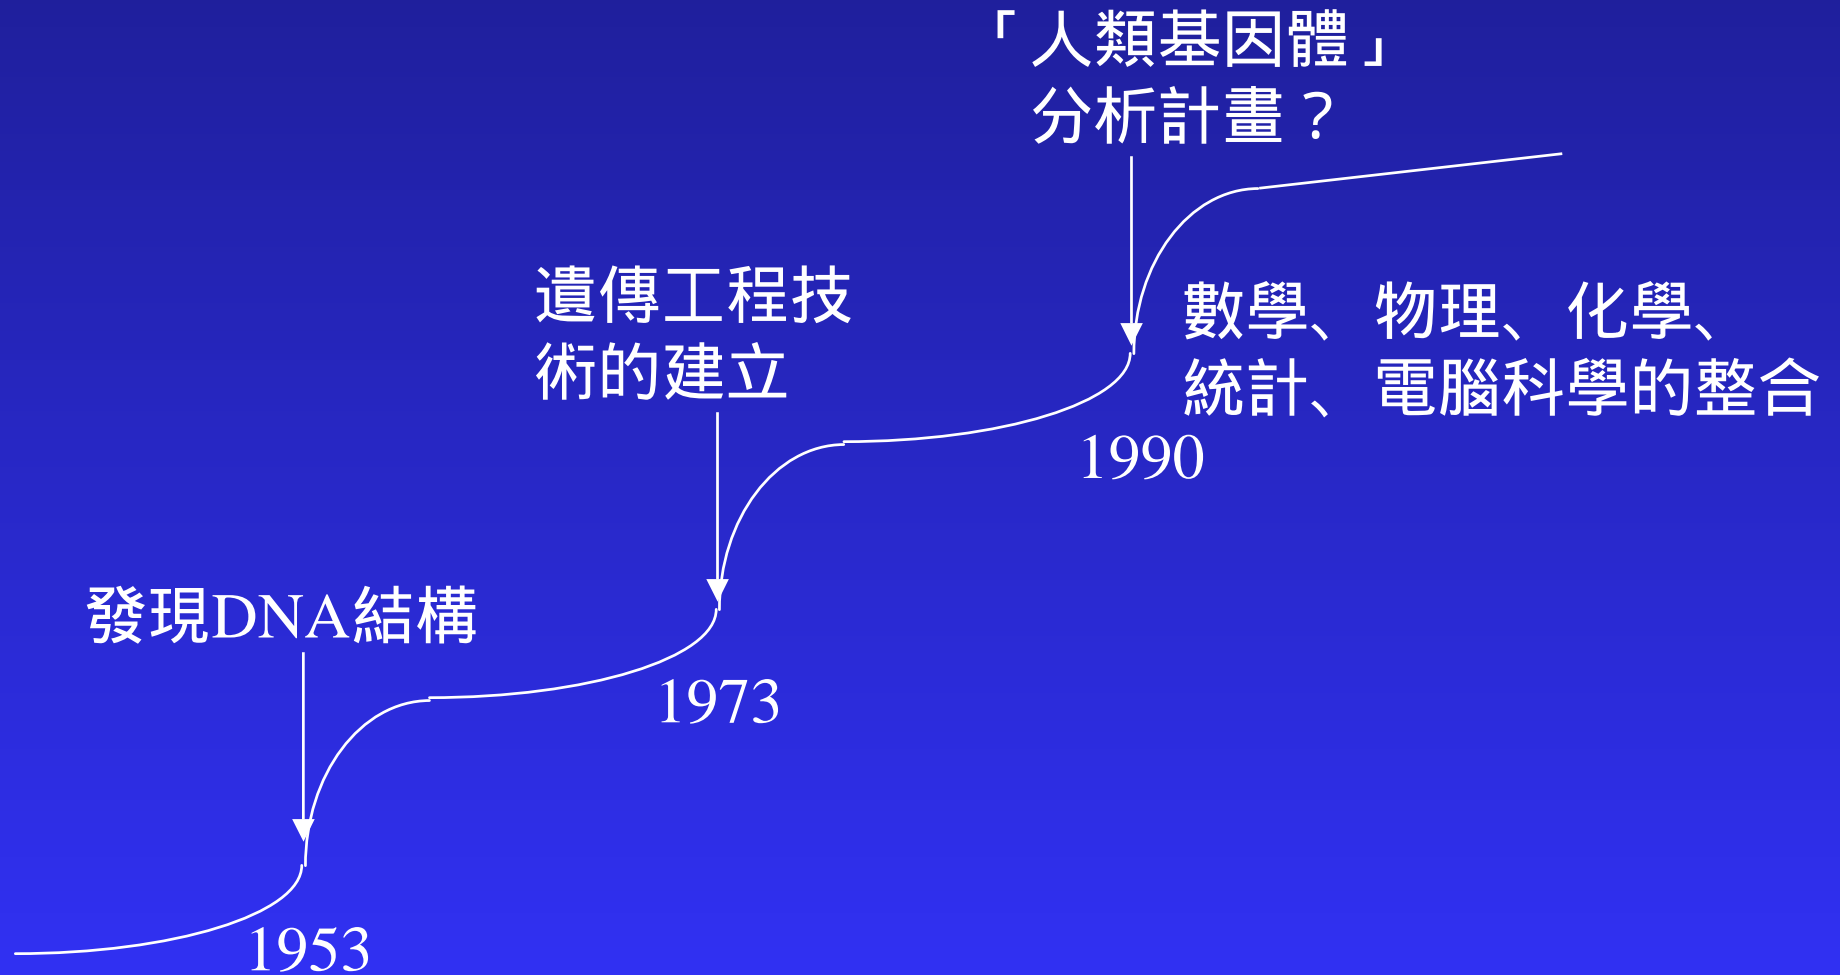 「人類基因體」
分析計畫？
遺傳工程技
術的建立
數學、物理、化學、
統計、電腦科學的整合
1990
發現DNA結構
1973
1953